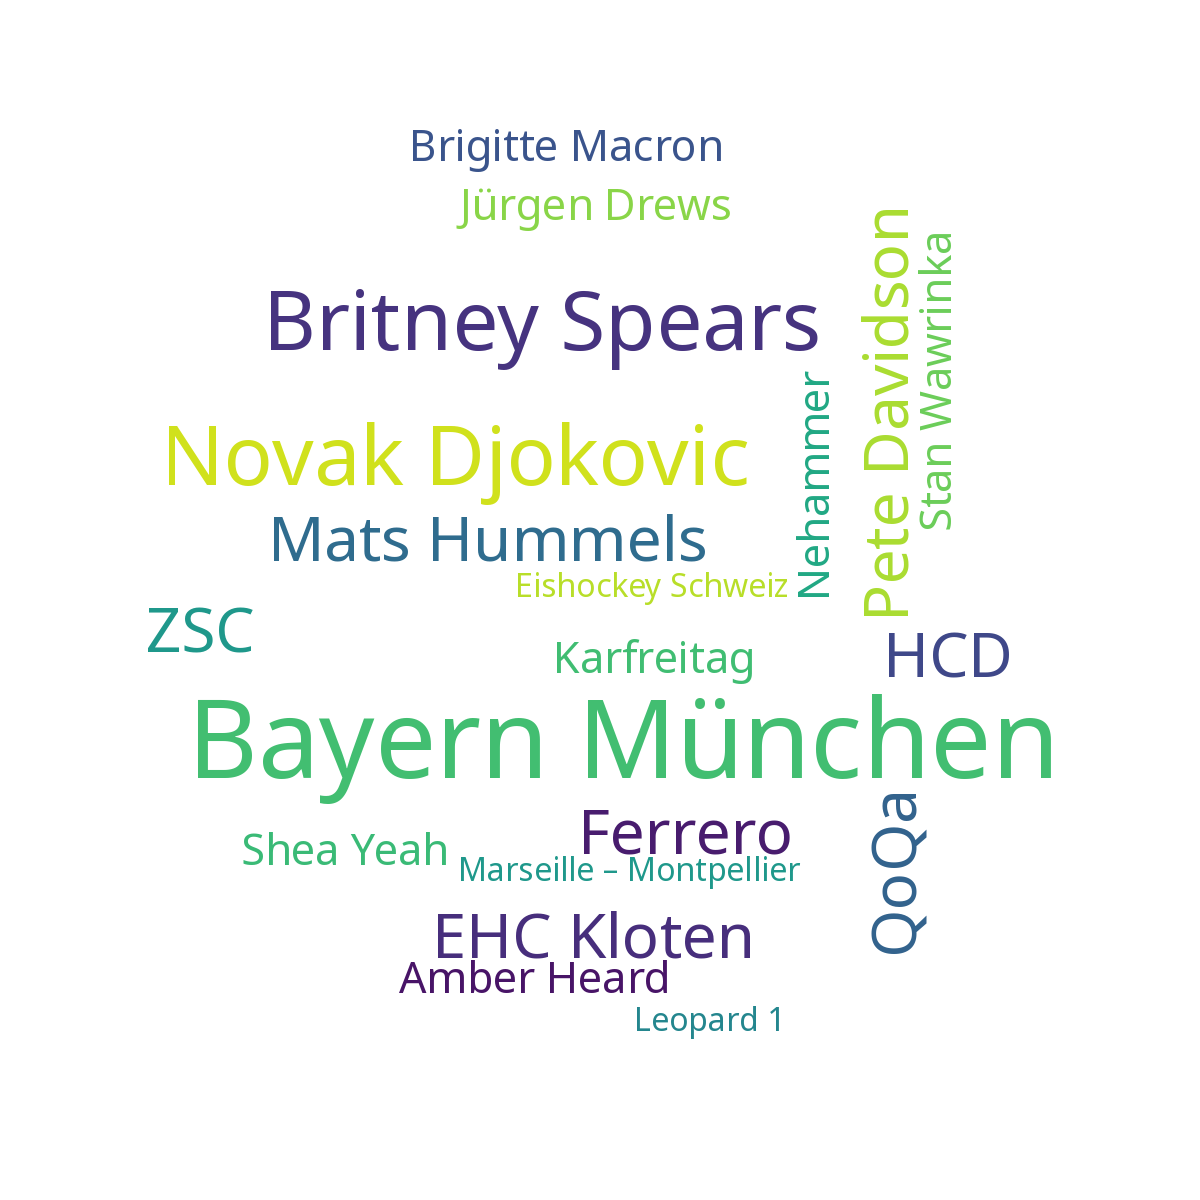 Brigitte Macron
Jürgen Drews
Britney Spears
Pete Davidson
Stan Wawrinka
Novak Djokovic
Nehammer
Mats Hummels
Eishockey Schweiz
ZSC
Karfreitag
HCD
Bayern München
Ferrero
QoQa
Shea Yeah
Marseille – Montpellier
EHC Kloten
Amber Heard
Leopard 1